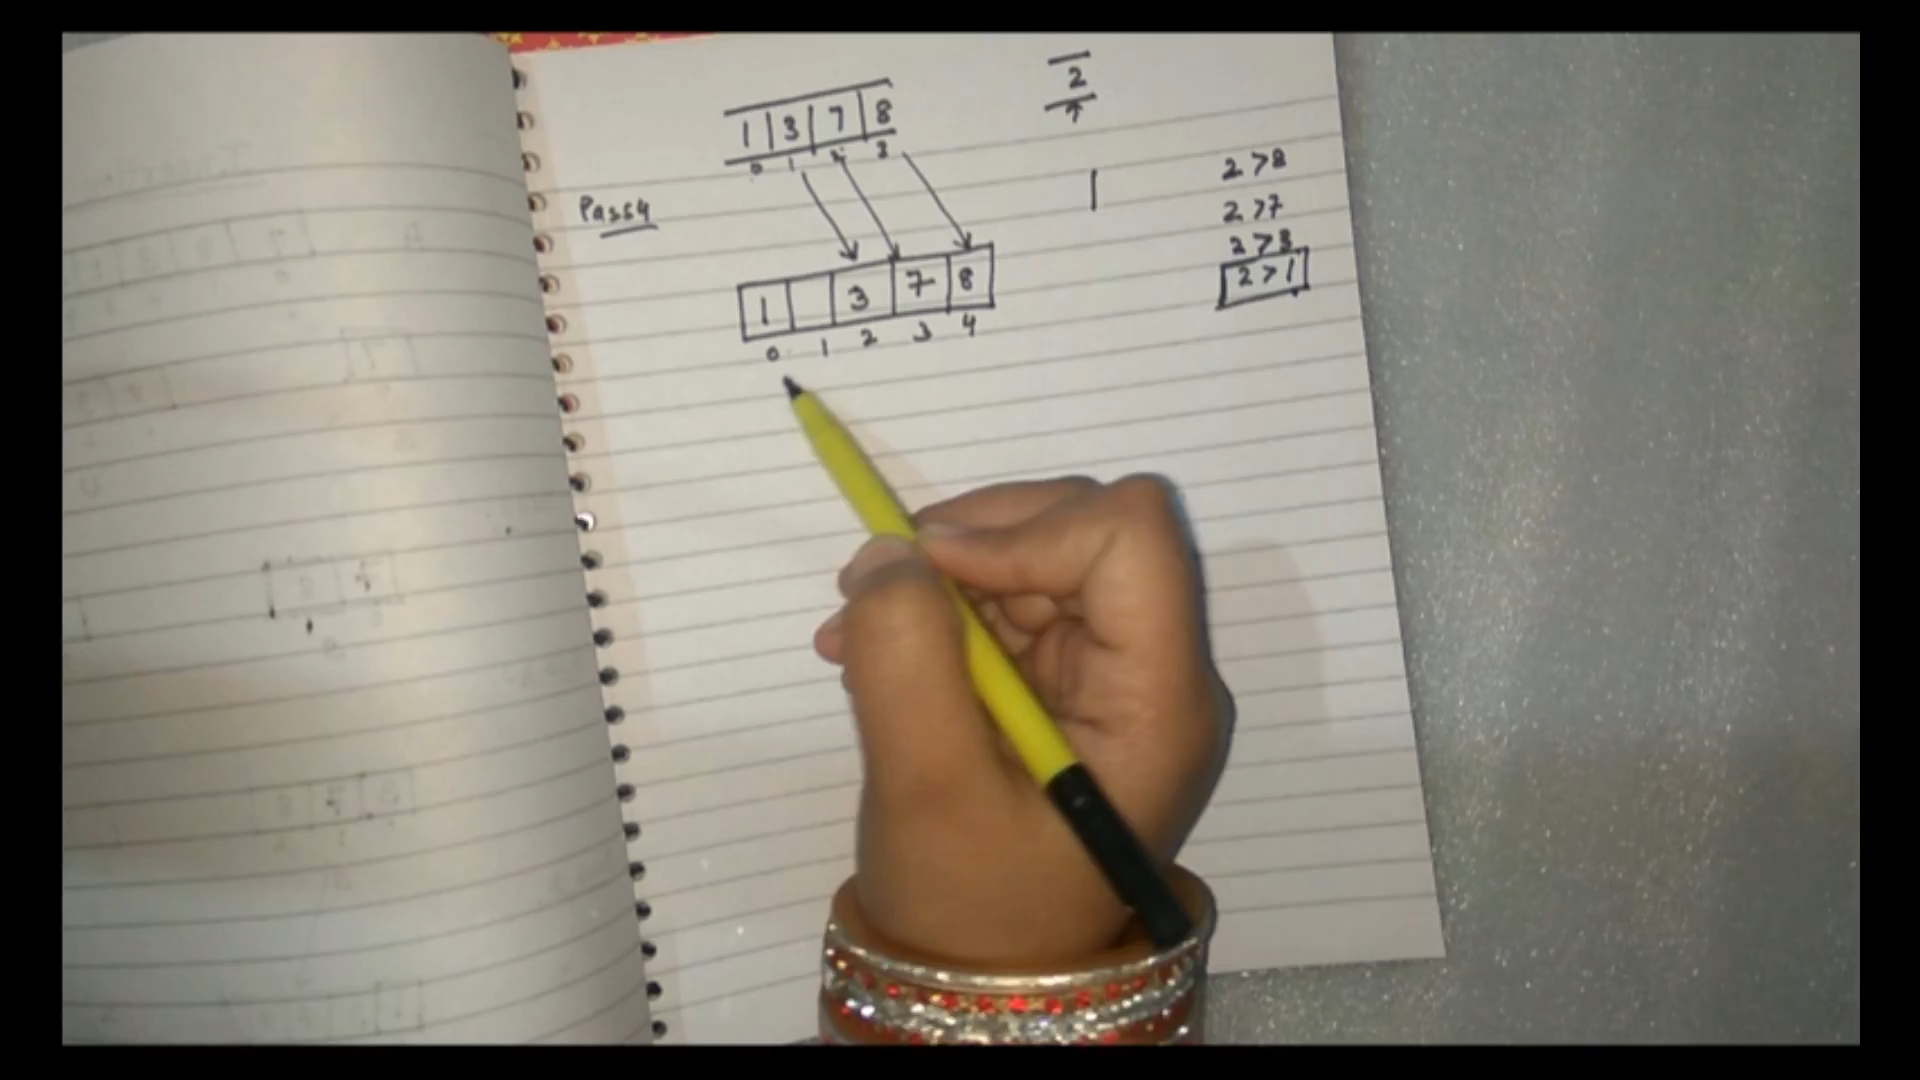 1 3 7 8
0 1 2 3
2
Pass4
1 3 7 8
0 1 2 3 4
2 > 8
2 > 7
2 > 3
2 > 1